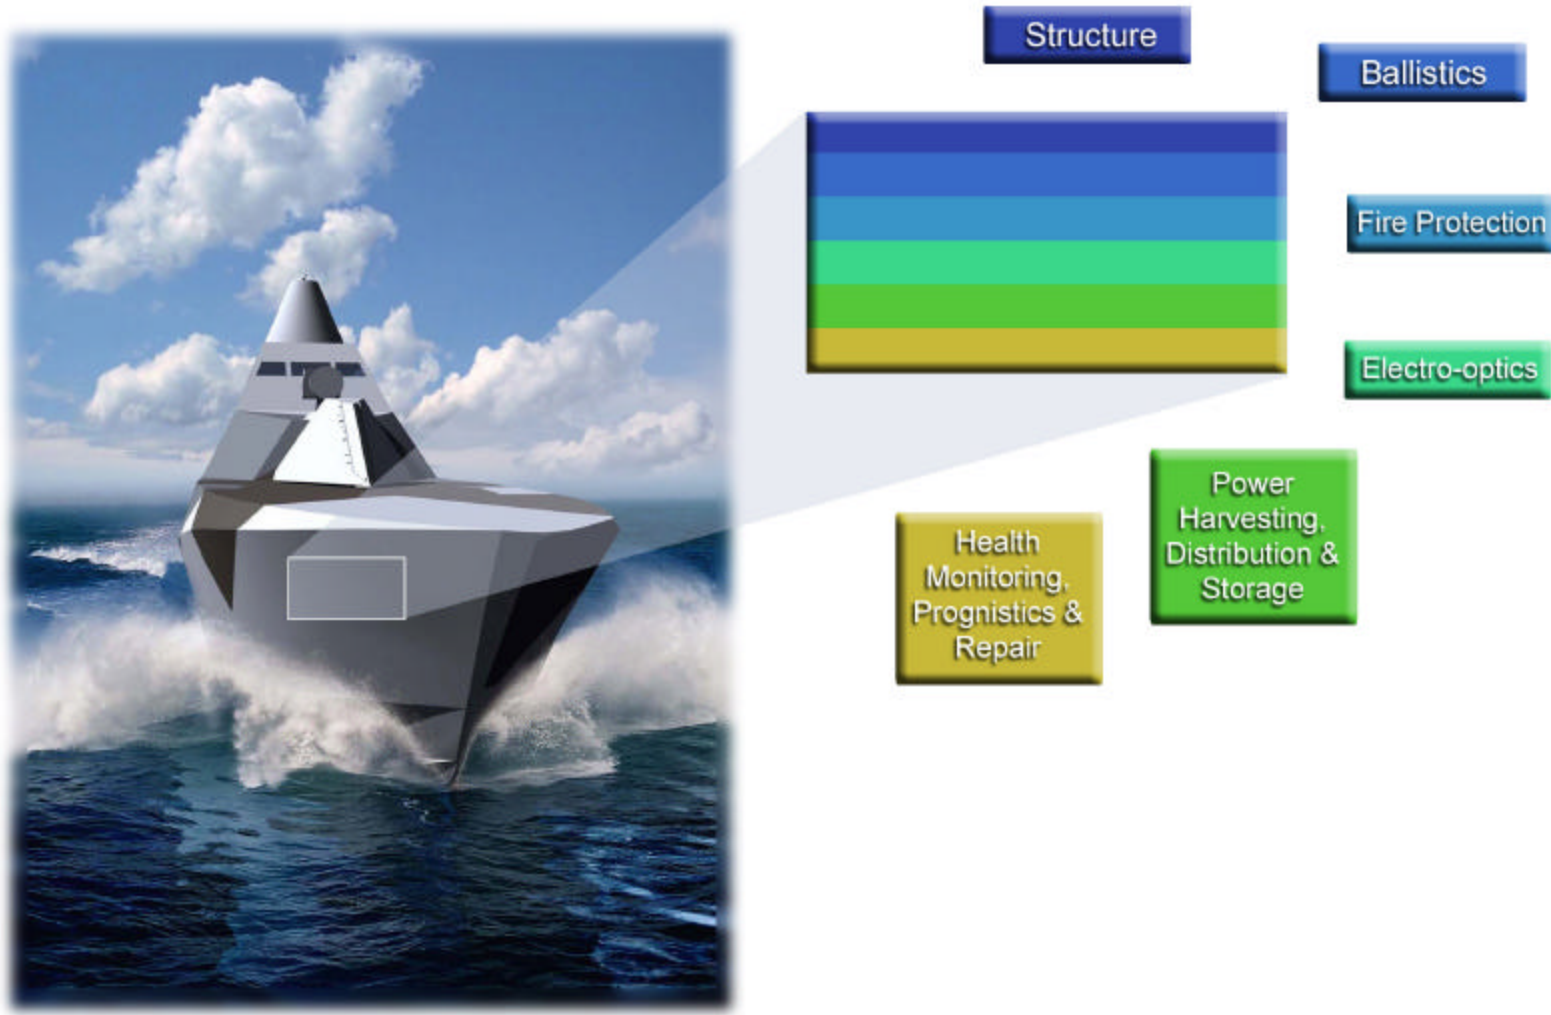 Structure
Ballistics
Fire Protection
Electro-optics
Power
Harvesting,
Distribution &
Storage
Health
Monitoring,
Prognistics &
Repair